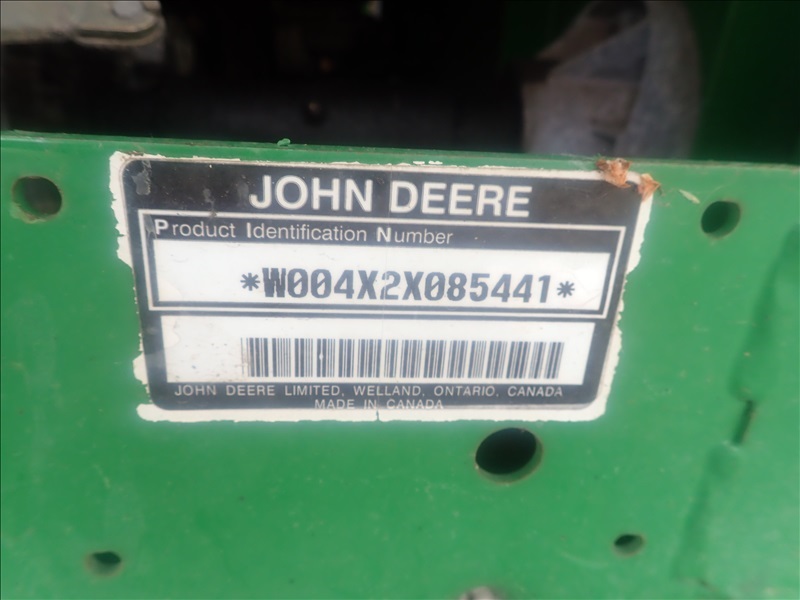 JOHN DEERE
Product Identification Number
*W004X2X085441*
JOHN DEERE LIMITED, WELLAND, ONTARIO, CANADA
MADE IN CANADA